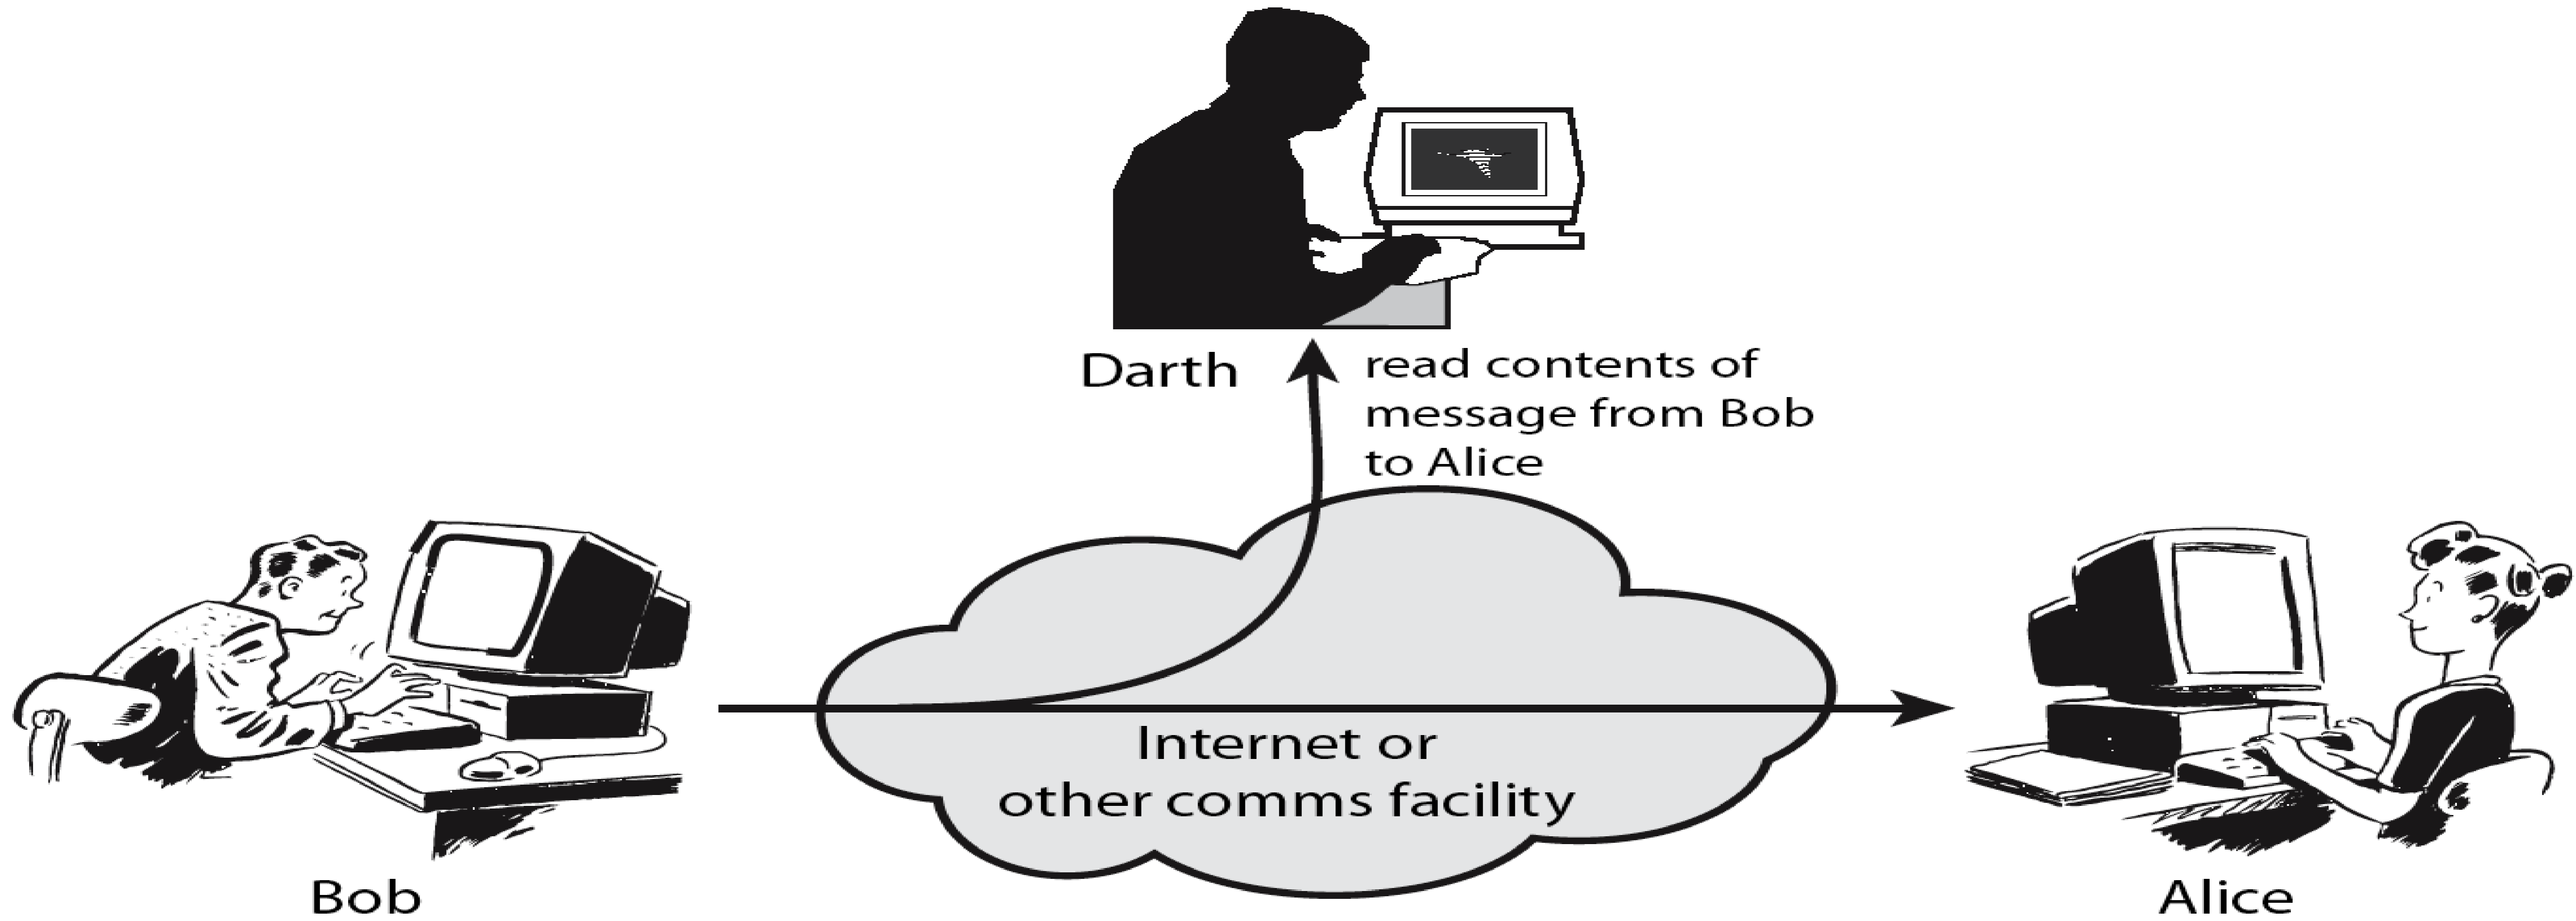 Darth
read contents of
message from Bob
to Alice
Internet or
other comms facility
Bob
Alice